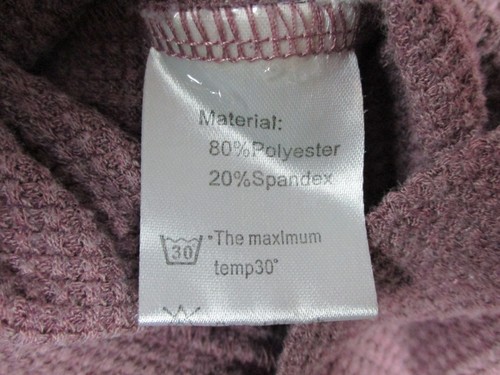 Material:
80%Polyester
20%Spandex
30
*The maxlmum
temp30°